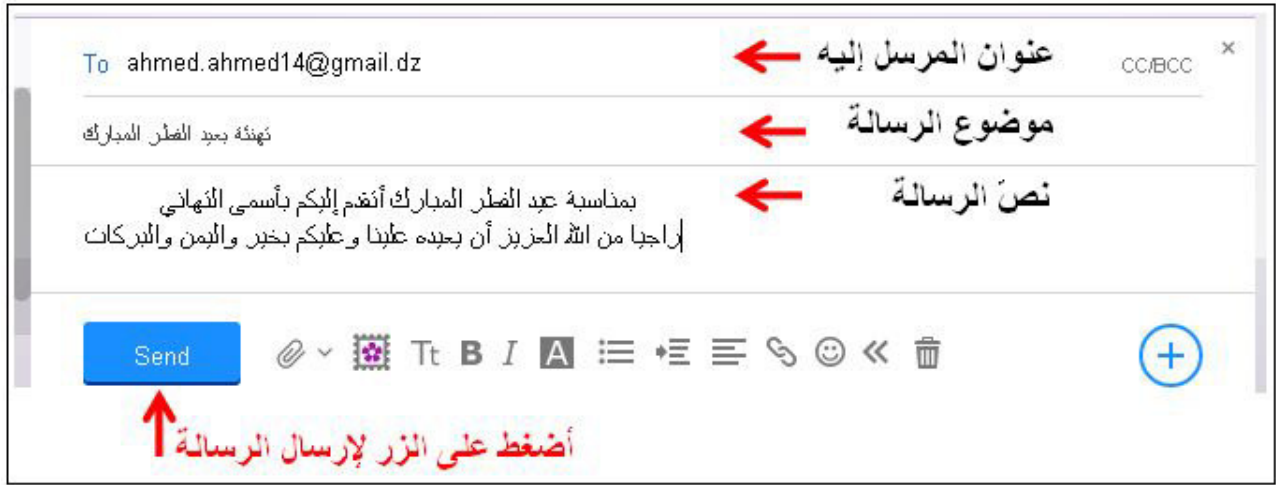 To ahmed.ahmed14@gmail.dz
عنوان المرسل إليه
CC/BCC
×
تهنئة بعيد الفطر المبارك
موضوع الرسالة
بمناسبة عيد الفطر المبارك أتقدم إليكم بأسمى التهاني
نصّ الرسالة
راجيا من الله العزيز أن يعيده علينا وعليكم بخير واليمن والبركات
Send
Tt B I A
أضغط على الزر لإرسال الرسالة